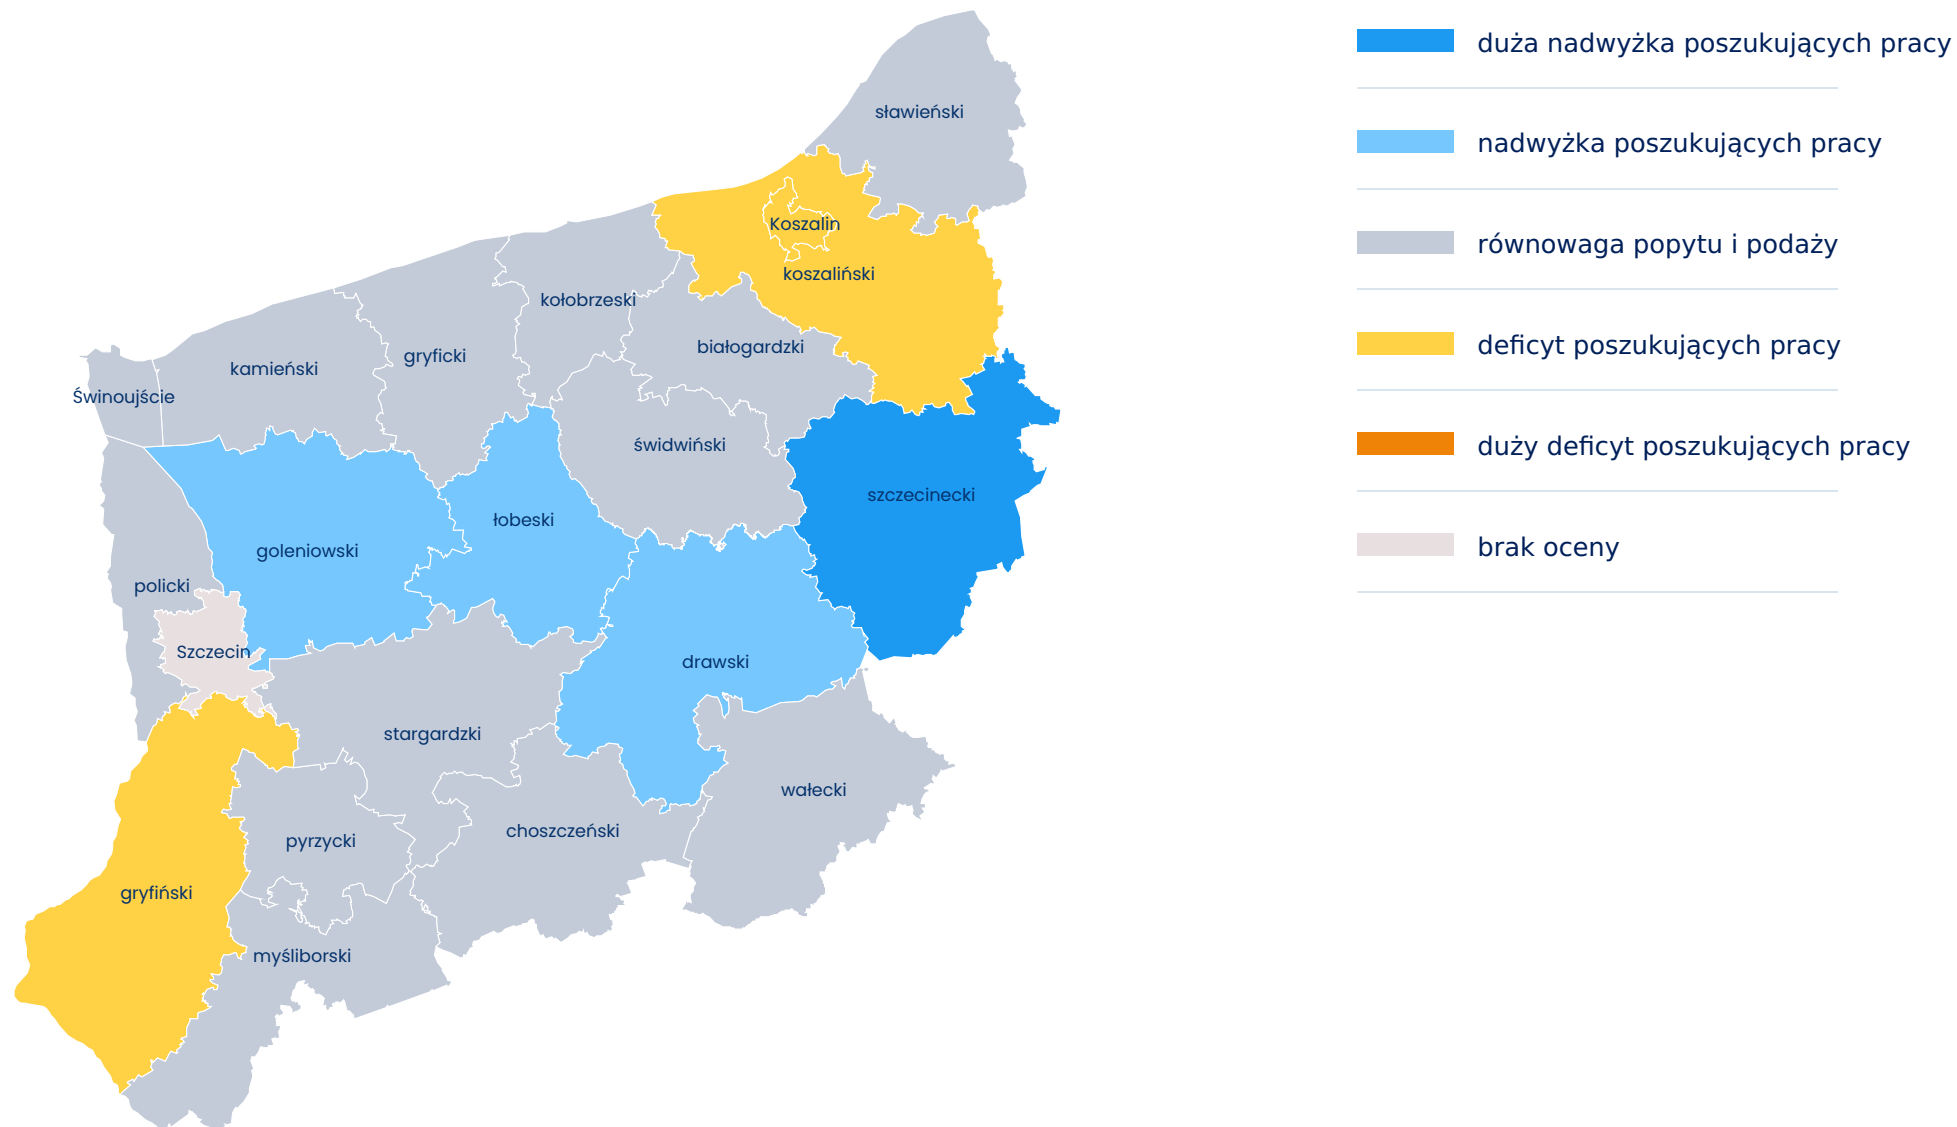 sławieński
Koszalin
koszaliński
kołobrzeski
białogardzki
gryficki
kamieński
Świnoujście
świdwiński
szczecinecki
łobeski
goleniowski
policki
Szczecin
drawski
stargardzki
wałecki
choszczeński
pyrzycki
gryfiński
myśliborski
duża nadwyżka poszukujących pracy
nadwyżka poszukujących pracy
równowaga popytu i podaży
deficyt poszukujących pracy
duży deficyt poszukujących pracy
brak oceny